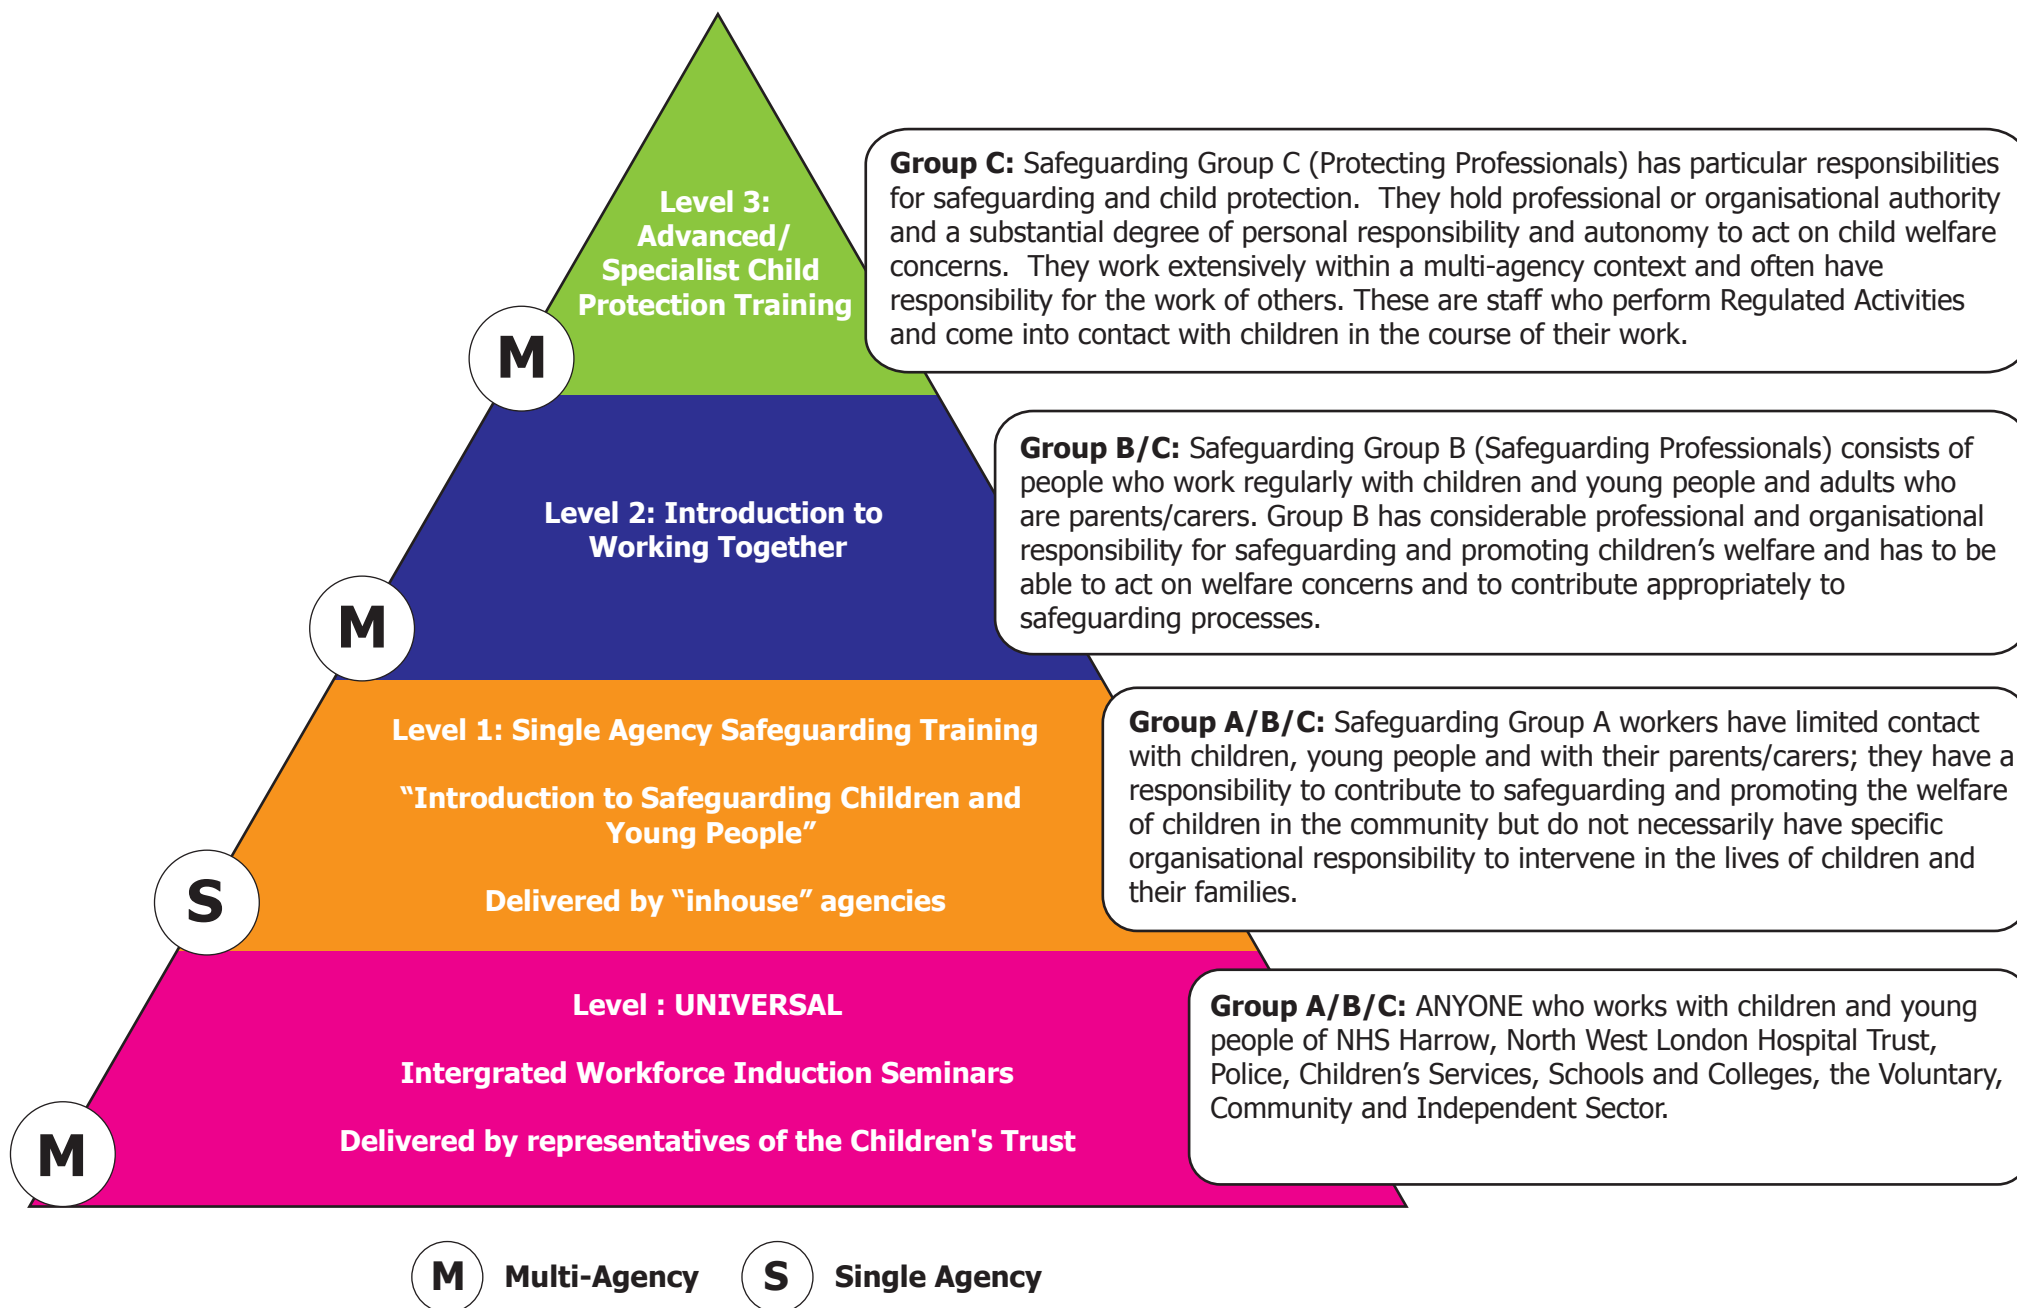 Level 3:
Advanced/
Specialist Child
Protection Training
M
Group C: Safeguarding Group C (Protecting Professionals) has particular responsibilities
for safeguarding and child protection.  They hold professional or organisational authority
and a substantial degree of personal responsibility and autonomy to act on child welfare
concerns.  They work extensively within a multi-agency context and often have
responsibility for the work of others. These are staff who perform Regulated Activities
and come into contact with children in the course of their work.
Level 2: Introduction to
Working Together
M
Group B/C: Safeguarding Group B (Safeguarding Professionals) consists of
people who work regularly with children and young people and adults who
are parents/carers. Group B has considerable professional and organisational
responsibility for safeguarding and promoting children’s welfare and has to be
able to act on welfare concerns and to contribute appropriately to
safeguarding processes.
Level 1: Single Agency Safeguarding Training
“Introduction to Safeguarding Children and
Young People”
Delivered by “inhouse” agencies
S
Group A/B/C: Safeguarding Group A workers have limited contact
with children, young people and with their parents/carers; they have a
responsibility to contribute to safeguarding and promoting the welfare
of children in the community but do not necessarily have specific
organisational responsibility to intervene in the lives of children and
their families.
Level : UNIVERSAL
Intergrated Workforce Induction Seminars
Delivered by representatives of the Children's Trust
M
Group A/B/C: ANYONE who works with children and young
people of NHS Harrow, North West London Hospital Trust,
Police, Children’s Services, Schools and Colleges, the Voluntary,
Community and Independent Sector.
M Multi-Agency S Single Agency